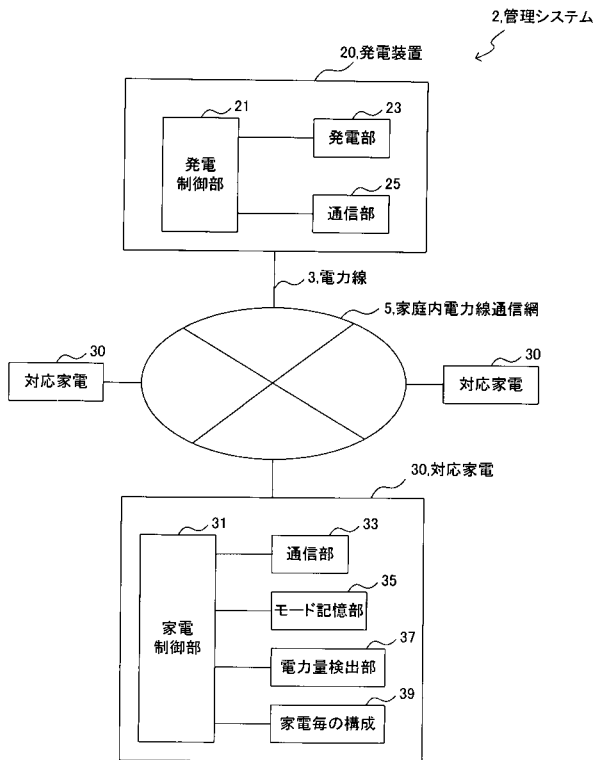 2,管理システム
20,発電装置
21
23
発電
制御部
発電部
25
通信部
3,電力線
5,家庭内電力線通信網
30
対応家電
30
対応家電
30,対応家電
31
33
通信部
35
モード記憶部
家電
制御部
37
電力量検出部
39
家電毎の構成